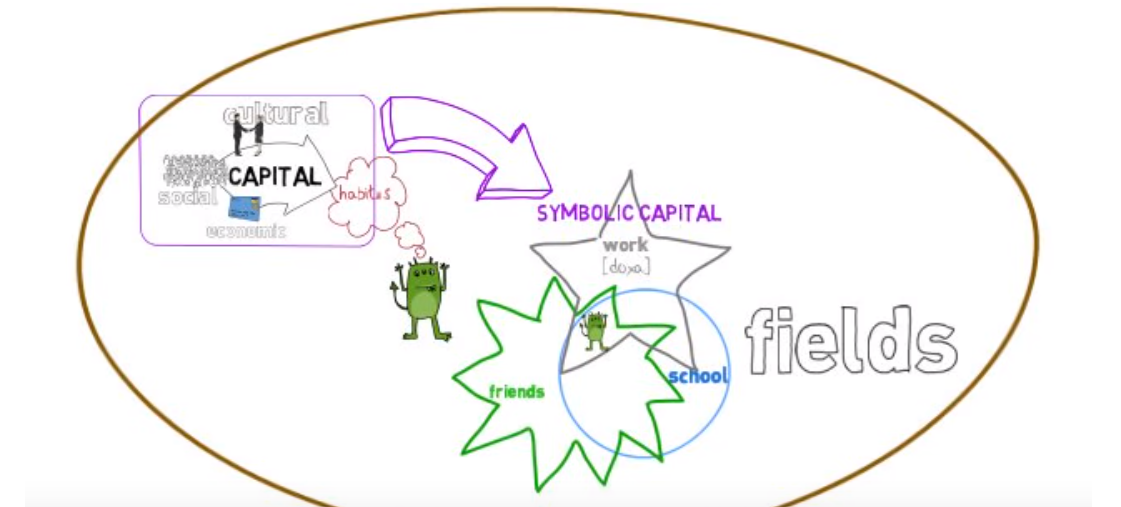 cultural
CAPITAL
social
economic
habitus
SYMBOLIC CAPITAL
work
[doxa]
friends
school
fields